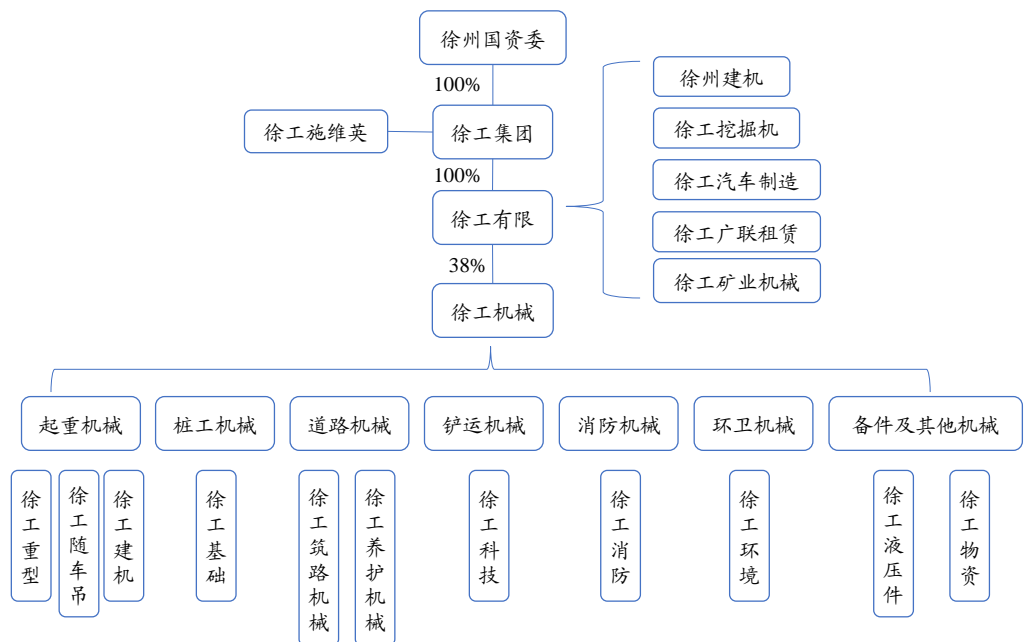 徐州国资委
100%
徐工集团
徐工施维英
100%
徐工有限
38%
徐工机械
徐州建机
徐工挖掘机
徐工汽车制造
徐工广联租赁
徐工矿业机械
起重机械
桩工机械
道路机械
铲运机械
消防机械
环卫机械
备件及其他机械
徐工重型
徐工随车吊
徐工建机
徐工基础
徐工筑路机械
徐工养护机械
徐工科技
徐工消防
徐工环境
徐工液压件
徐工物资